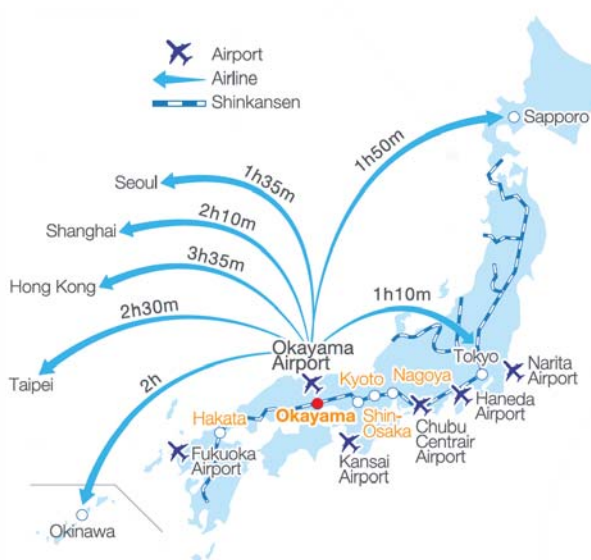 Airport
Airline
Shinkansen
Sapporo
1h50m
Seoul
1h35m
Shanghai
2h10m
Hong Kong
3h35m
2h30m
Taipei
1h10m
2h
Okayama
Airport
Tokyo
Narita
Airport
Haneda
Airport
Kyoto
Nagoya
Hakata
Okayama
Shin-
Osaka
Chubu
Centrair
Airport
Fukuoka
Airport
Kansai
Airport
Okinawa